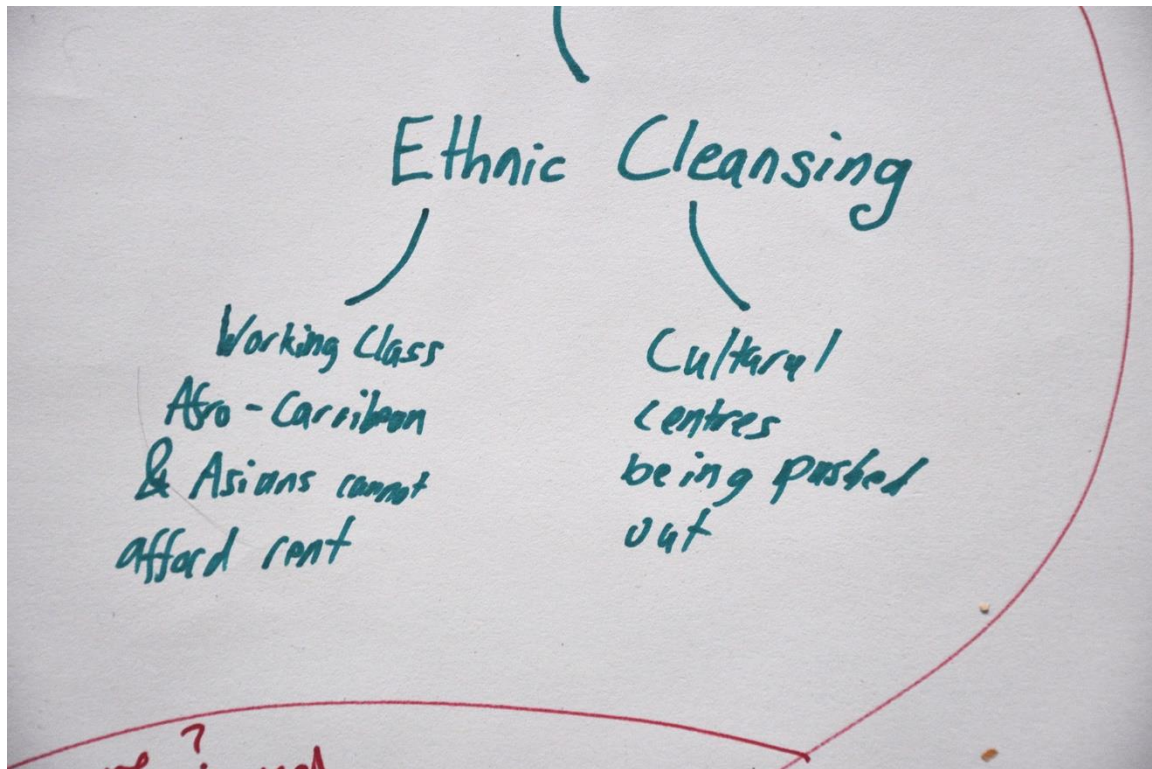 Ethnic Cleansing
Working Class
Afro-Carribean
& Asians cannot
afford rent
Cultural
centres
being pushed
out
?